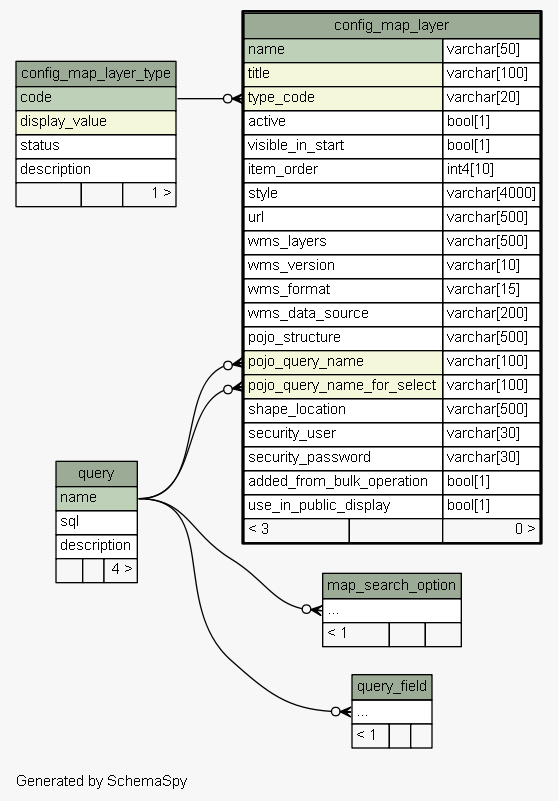 config_map_layer
name varchar[50]
title varchar[100]
type_code varchar[20]
active bool[1]
visible_in_start bool[1]
item_order int4[10]
style varchar[4000]
url varchar[500]
wms_layers varchar[500]
wms_version varchar[10]
wms_format varchar[15]
wms_data_source varchar[200]
pojo_structure varchar[500]
pojo_query_name varchar[100]
pojo_query_name_for_select varchar[100]
shape_location varchar[500]
security_user varchar[30]
security_password varchar[30]
added_from_bulk_operation bool[1]
use_in_public_display bool[1]
< 3 0 >
config_map_layer_type
code
display_value
status
description
1 >
query
name
sql
description
4 >
map_search_option
...
< 1
query_field
...
< 1
Generated by SchemaSpy